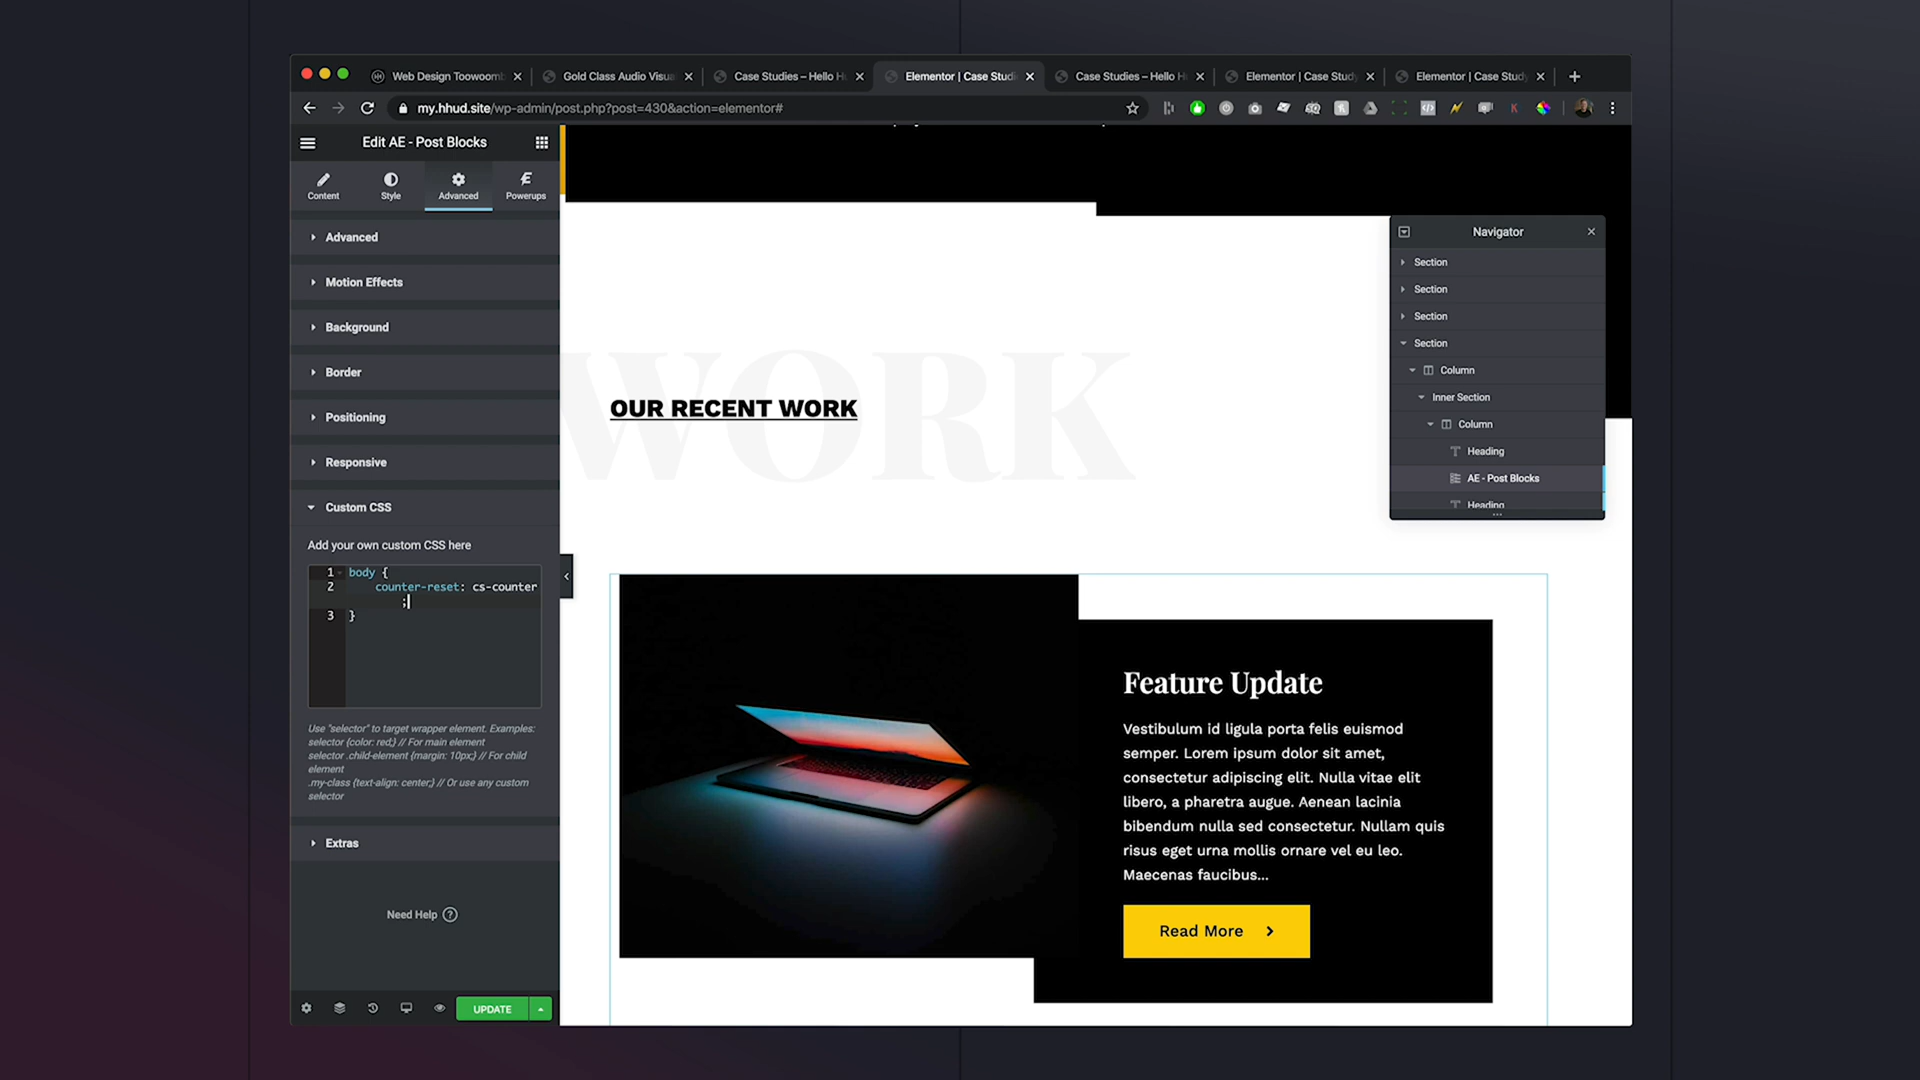 Web Design Toowoomb
Gold Class Audio Visua
Case Studies – Hello H
Elementor | Case Studi
Case Studies – Hello H
Elementor | Case Study
Elementor | Case Study
my.hhud.site/wp-admin/post.php?post=430&action=elementor#
Edit AE - Post Blocks
Content
Style
Advanced
Powerups
Advanced
Motion Effects
Background
Border
Positioning
Responsive
Custom CSS
Add your own custom CSS here
1 body {
2 counter-reset: cs-counter
;
3 }
Use "selector" to target wrapper element. Examples:
selector {color: red;} // For main element
selector .child-element {margin: 10px;} // For child
element
.my-class {text-align: center;} // Or use any custom
selector
Extras
Need Help ?
UPDATE
WORK
OUR RECENT WORK
Navigator
Section
Section
Section
Section
Column
Inner Section
Column
Heading
AE - Post Blocks
Heading
Feature Update
Vestibulum id ligula porta felis euismod
semper. Lorem ipsum dolor sit amet,
consectetur adipiscing elit. Nulla vitae elit
libero, a pharetra augue. Aenean lacinia
bibendum nulla sed consectetur. Nullam quis
risus eget urna mollis ornare vel eu leo.
Maecenas faucibus...
Read More